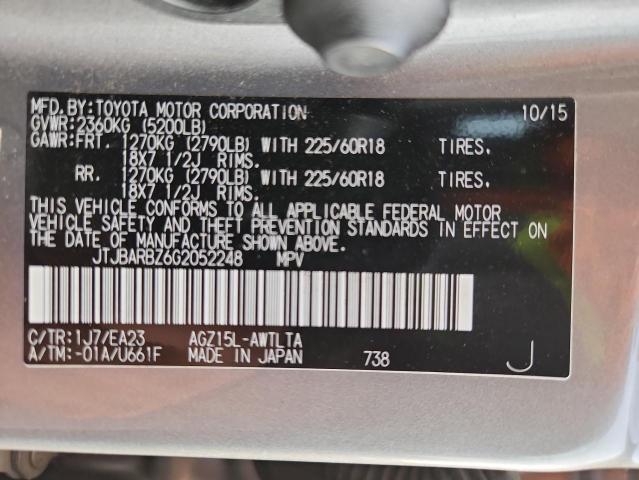 MFD.BY:TOYOTA MOTOR CORPORATION 10/15
GVWR:2360KG (5200LB)
GAWR:FRT. 1270KG (2790LB) WITH 225/60R18 TIRES.
18X7 1/2J RIMS.
RR. 1270KG (2790LB) WITH 225/60R18 TIRES.
18X7 1/2J RIMS.
THIS VEHICLE CONFORMS TO ALL APPLICABLE FEDERAL MOTOR
VEHICLE SAFETY AND THEFT PREVENTION STANDARDS IN EFFECT ON
THE DATE OF MANUFACTURE SHOWN ABOVE.
JTJBARBZ6G2052248 MPV
C/TR:1J7/EA23 AGZ15L-AWTLTA
A/TM:-01A/U661F MADE IN JAPAN 738 J